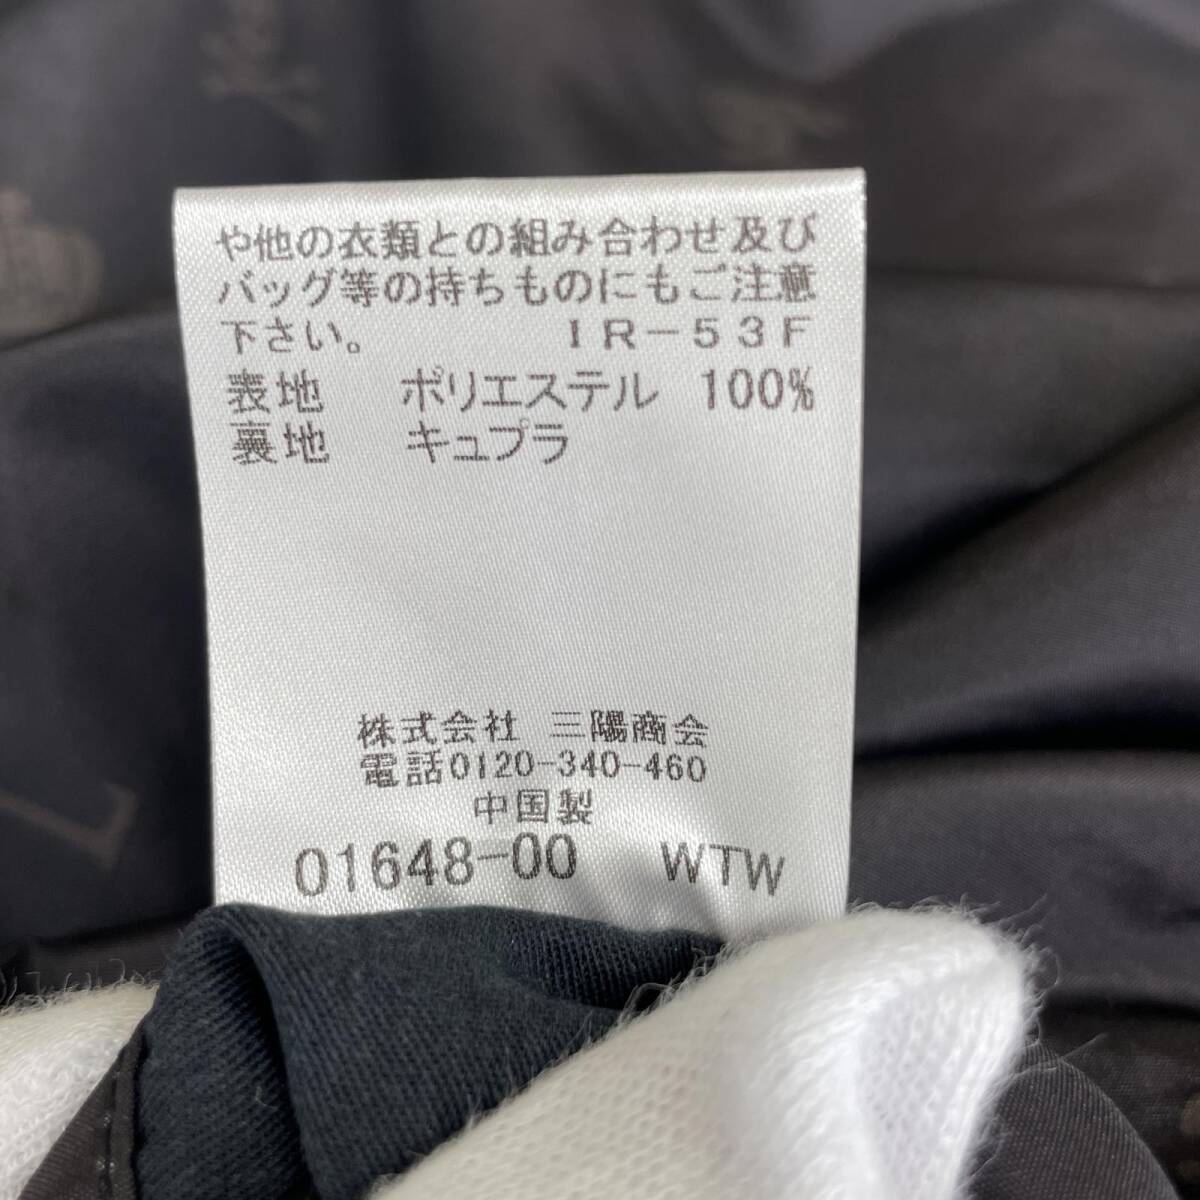 や他の衣類との組み合わせ及び
バッグ等の持ちものにもご注意
下さい。 IR-53F
表地 ポリエステル 100%
裏地 キュプラ
株式会社 三陽商会
電話0120-340-460
中国製
01648-00 WTW